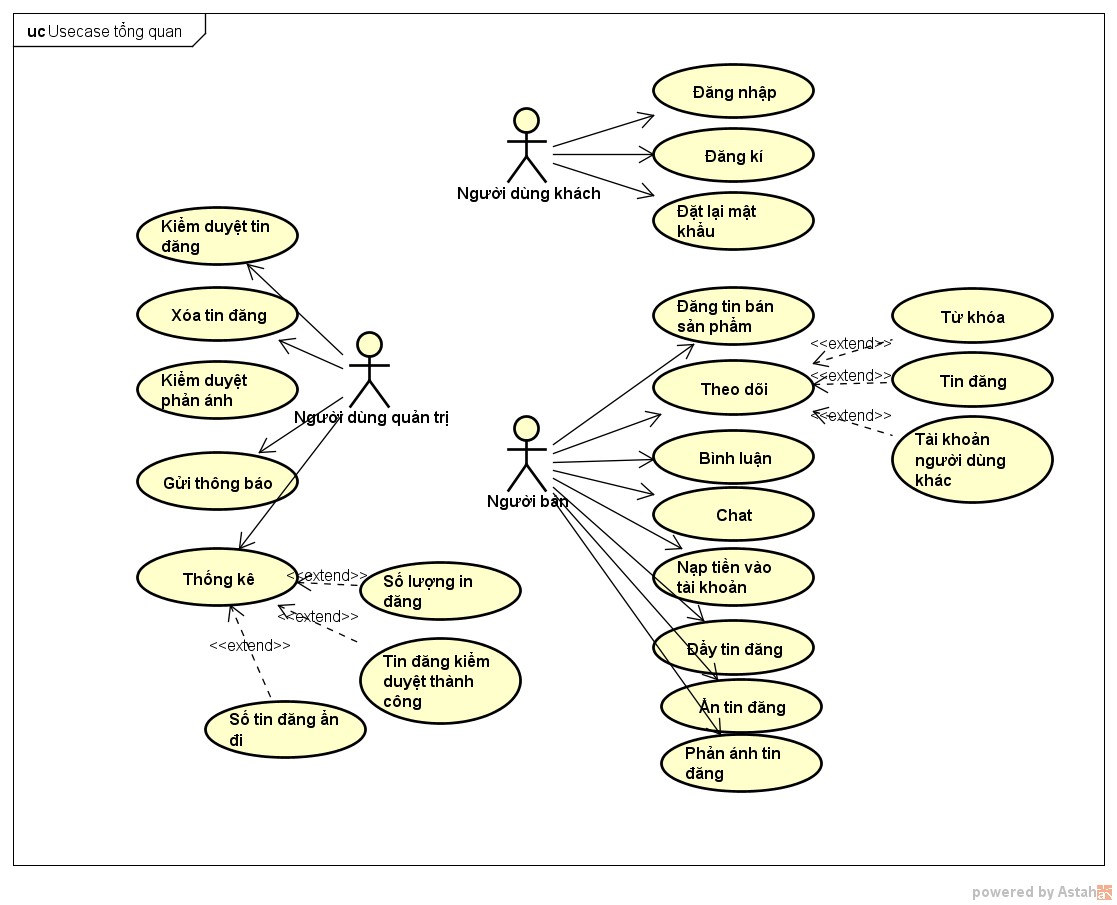 uc Usecase tổng quan
Đăng nhập
Đăng kí
Đặt lại mật
khẩu
Người dùng khách
Kiểm duyệt tin
đăng
Xóa tin đăng
Kiểm duyệt
phản ánh
Gửi thông báo
Thống kê
Người dùng quản trị
<<extend>>
<<extend>>
<<extend>>
Số lượng in
đăng
Tin đăng kiểm
duyệt thành
công
Số tin đăng ẩn
đi
Người bán
Đăng tin bán
sản phẩm
Theo dõi
Bình luận
Chat
Nạp tiền vào
tài khoản
Đẩy tin đăng
Ẩn tin đăng
Phản ánh tin
đăng
<<extend>>
<<extend>>
<<extend>>
Từ khóa
Tin đăng
Tài khoản
người dùng
khác
powered by Astah